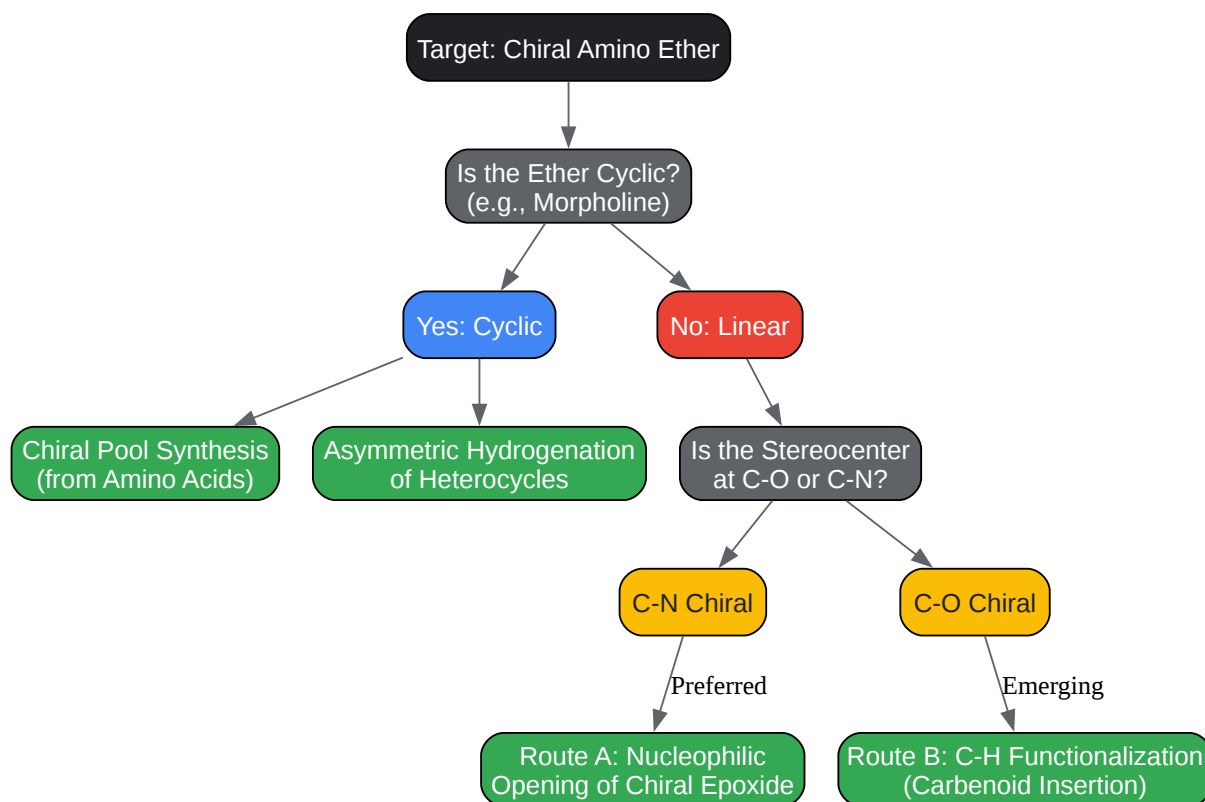 Target: Chiral Amino Ether
Is the Ether Cyclic?
(e.g., Morpholine)
Yes: Cyclic
No: Linear
Chiral Pool Synthesis
(from Amino Acids)
Asymmetric Hydrogenation
of Heterocycles
Is the Stereocenter
at C-O or C-N?
C-N Chiral
C-O Chiral
Preferred
Emerging
Route A: Nucleophilic
Opening of Chiral Epoxide
Route B: C-H Functionalization
(Carbenoid Insertion)